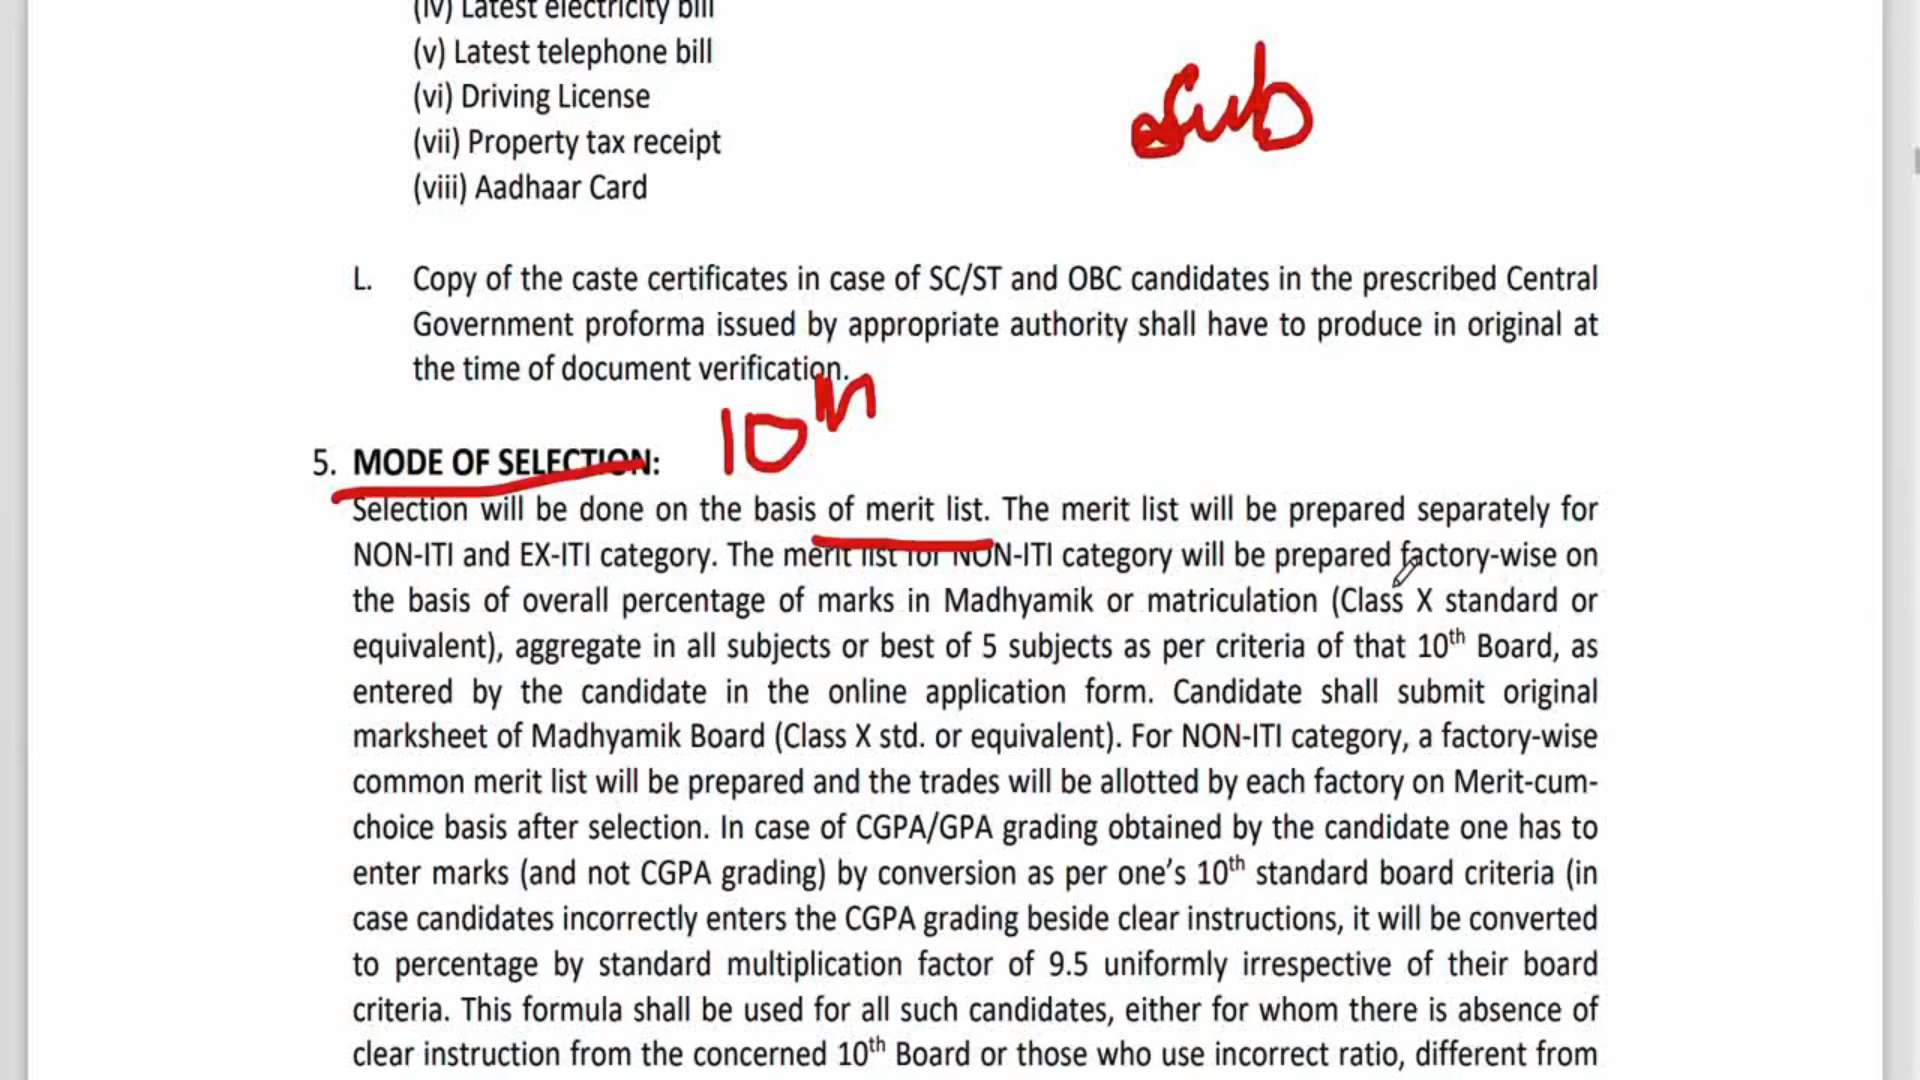 (iv) Latest electricity bill
(v) Latest telephone bill
(vi) Driving License
(vii) Property tax receipt
(viii) Aadhaar Card
Sub
L. Copy of the caste certificates in case of SC/ST and OBC candidates in the prescribed Central
Government proforma issued by appropriate authority shall have to produce in original at
the time of document verification.
10th
5. MODE OF SELECTION:
Selection will be done on the basis of merit list. The merit list will be prepared separately for
NON-ITI and EX-ITI category. The merit list for NON-ITI category will be prepared factory-wise on
the basis of overall percentage of marks in Madhyamik or matriculation (Class X standard or
equivalent), aggregate in all subjects or best of 5 subjects as per criteria of that 10th Board, as
entered by the candidate in the online application form. Candidate shall submit original
marksheet of Madhyamik Board (Class X std. or equivalent). For NON-ITI category, a factory-wise
common merit list will be prepared and the trades will be allotted by each factory on Merit-cum-
choice basis after selection. In case of CGPA/GPA grading obtained by the candidate one has to
enter marks (and not CGPA grading) by conversion as per one’s 10th standard board criteria (in
case candidates incorrectly enters the CGPA grading beside clear instructions, it will be converted
to percentage by standard multiplication factor of 9.5 uniformly irrespective of their board
criteria. This formula shall be used for all such candidates, either for whom there is absence of
clear instruction from the concerned 10th Board or those who use incorrect ratio, different from